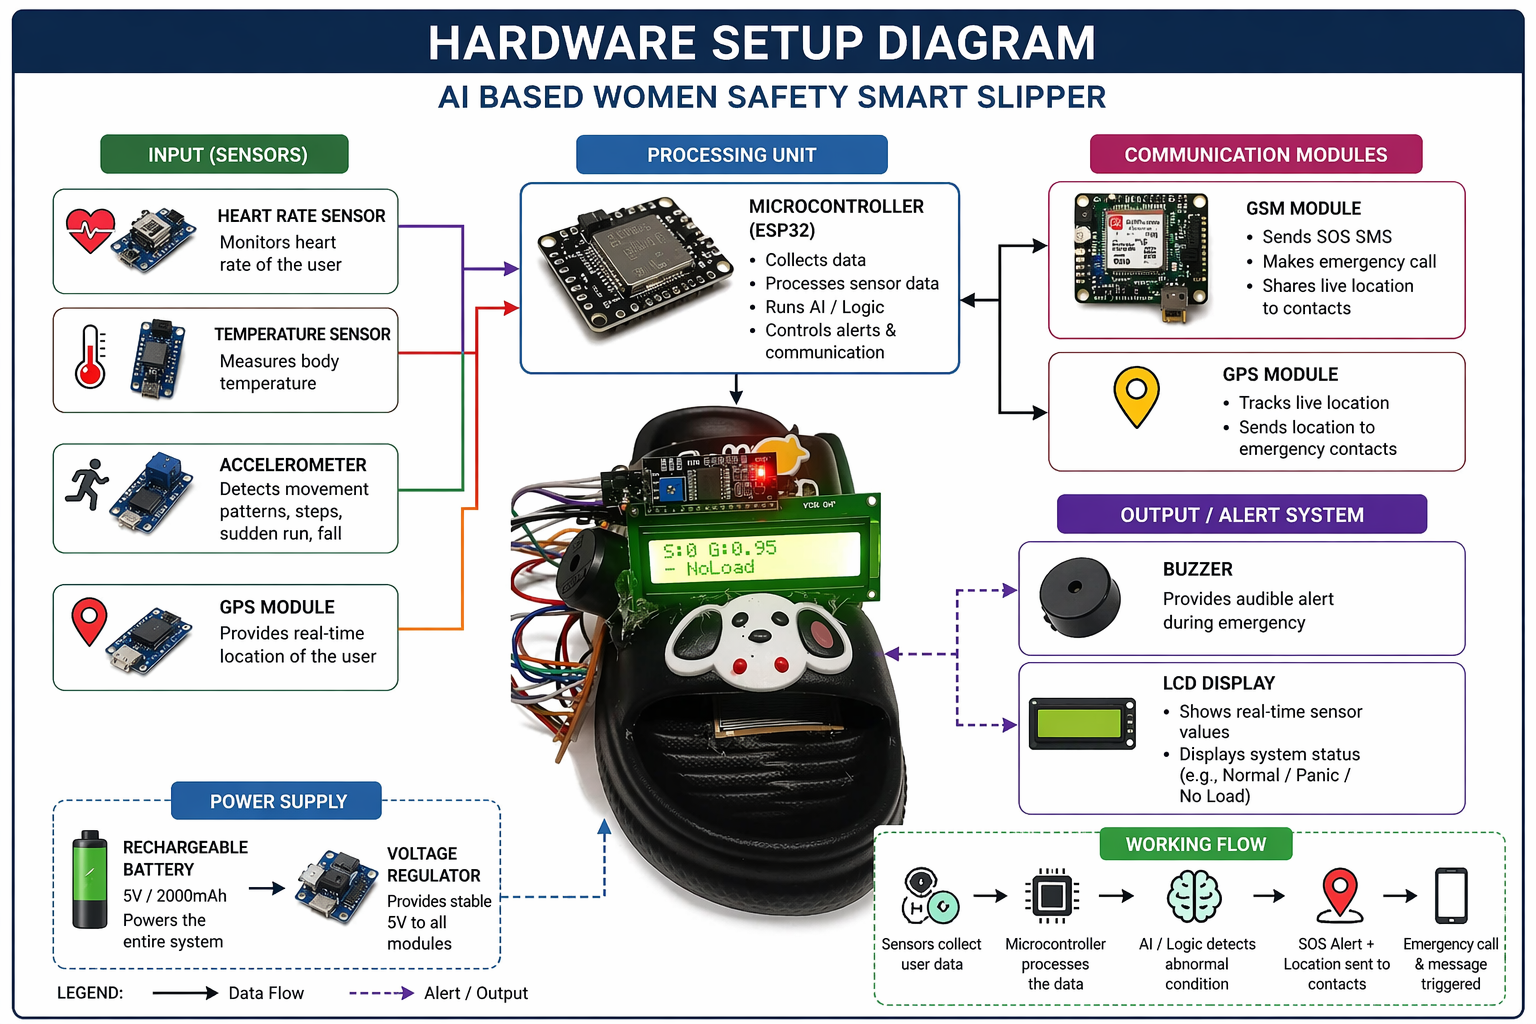 HARDWARE SETUP DIAGRAM
AI BASED WOMEN SAFETY SMART SLIPPER
INPUT (SENSORS)
HEART RATE SENSOR
Monitors heart
rate of the user
TEMPERATURE SENSOR
Measures body
temperature
ACCELEROMETER
Detects movement
patterns, steps,
sudden run, fall
GPS MODULE
Provides real-time
location of the user
PROCESSING UNIT
MICROCONTROLLER
(ESP32)
• Collects data
• Processes sensor data
• Runs AI / Logic
• Controls alerts &
communication
S:0 G:0.95
- NoLoad
COMMUNICATION MODULES
GSM MODULE
• Sends SOS SMS
• Makes emergency call
• Shares live location
to contacts
GPS MODULE
• Tracks live location
• Sends location to
emergency contacts
OUTPUT / ALERT SYSTEM
BUZZER
Provides audible alert
during emergency
LCD DISPLAY
• Shows real-time sensor
values
• Displays system status
(e.g., Normal / Panic /
No Load)
POWER SUPPLY
RECHARGEABLE
BATTERY
5V / 2000mAh
Powers the
entire system
VOLTAGE
REGULATOR
Provides stable
5V to all
modules
LEGEND:
Data Flow
Alert / Output
WORKING FLOW
Sensors collect
user data
Microcontroller
processes
the data
AI / Logic detects
abnormal
condition
SOS Alert +
Location sent to
contacts
Emergency call
& message
triggered